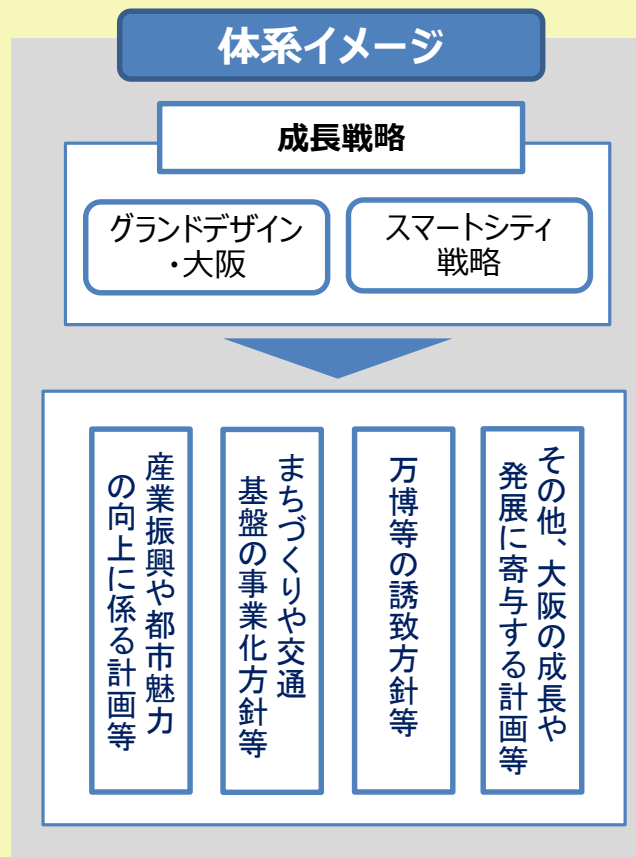 体系イメージ
成長戦略
グランドデザイン
・大阪
スマートシティ
戦略
産業振興や都市魅力
の向上に係る計画等
まちづくりや交通
基盤の事業化方針等
万博等の誘致方針等
その他、大阪の成長や
発展に寄与する計画等